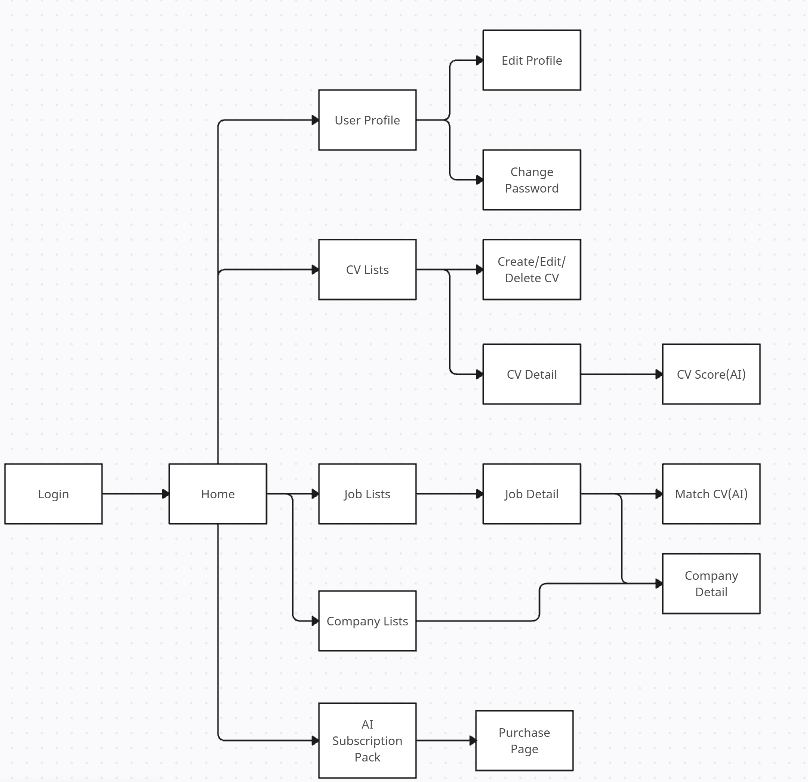 Edit Profile
User Profile
Change
Password
CV Lists
Create/Edit/
Delete CV
CV Detail
CV Score(AI)
Login
Home
Job Lists
Job Detail
Match CV(AI)
Company
Detail
Company Lists
AI
Subscription
Pack
Purchase
Page